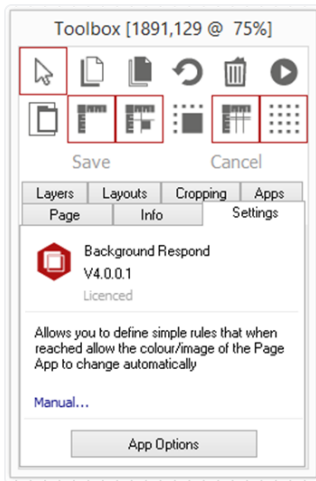 Toolbox [1891,129 @ 75%]
Save Cancel
Layers Layouts Cropping Apps
Page Info Settings
Background Respond
V4.0.0.1
Licenced
Allows you to define simple rules that when
reached allow the colour/image of the Page
App to change automatically
Manual...
App Options